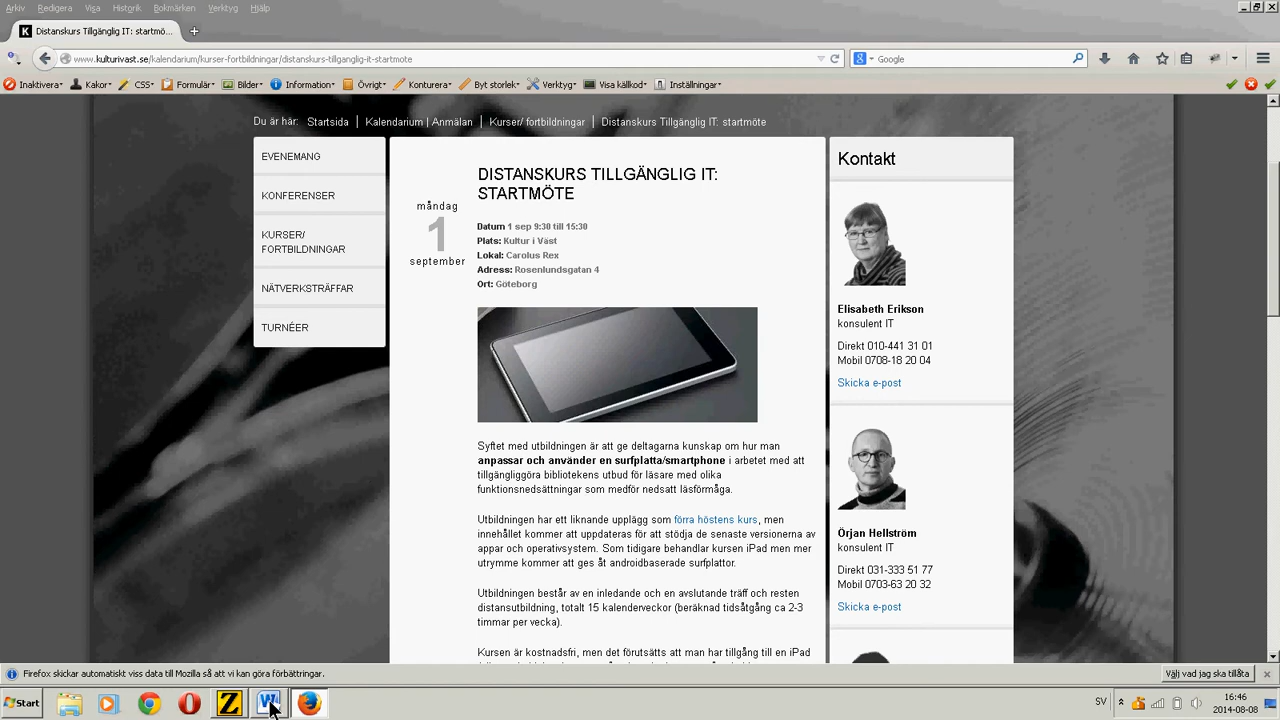 Arkiv Redigera Visa Historik Bokmärken Verktyg Hjälp
K Distanskurs Tillgänglig IT: startmö...
www.kulturivast.se/kalendarium/kurser-fortbildningar/distanskurs-tillganglig-it-startmote
Google
Inaktivera Kakor CSS Formulär Bilder Information Övrigt Konturera Byt storlek Verktyg Visa källkod Inställningar
Du är här: Startsida | Kalendarium | Anmälan | Kurser/ fortbildningar | Distanskurs Tillgänglig IT: startmöte
EVENEMANG
KONFERENSER
KURSER/
FORTBILDNINGAR
NÄTVERKSTRÄFFAR
TURNÉER
måndag
1
september
DISTANSKURS TILLGÄNGLIG IT:
STARTMÖTE
Datum 1 sep 9:30 till 15:30
Plats: Kultur i Väst
Lokal: Carolus Rex
Adress: Rosenlundsgatan 4
Ort: Göteborg
Syftet med utbildningen är att ge deltagarna kunskap om hur man
anpassar och använder en surfplatta/smartphone i arbetet med att
tillgängliggöra bibliotekens utbud för läsare med olika
funktionsnedsättningar som medför nedsatt läsförmåga.
Utbildningen har ett liknande upplägg som förra höstens kurs, men
innehållet kommer att uppdateras för att stödja de senaste versionerna av
appar och operativsystem. Som tidigare behandlar kursen iPad men mer
utrymme kommer att ges åt androidbaserade surfplattor.
Utbildningen består av en inledande och en avslutande träff och resten
distansutbildning, totalt 15 kalenderveckor (beräknad tidsåtgång ca 2-3
timmar per vecka).
Kursen är kostnadsfri, men det förutsätts att man har tillgång till en iPad
Kontakt
Elisabeth Erikson
konsulent IT
Direkt 010-441 31 01
Mobil 0708-18 20 04
Skicka e-post
Örjan Hellström
konsulent IT
Direkt 031-333 51 77
Mobil 0703-63 20 32
Skicka e-post
Firefox skickar automatiskt viss data till Mozilla så att vi kan göra förbättringar.
Välj vad jag ska tillåta
Start
Z
W
SV
16:46
2014-08-08